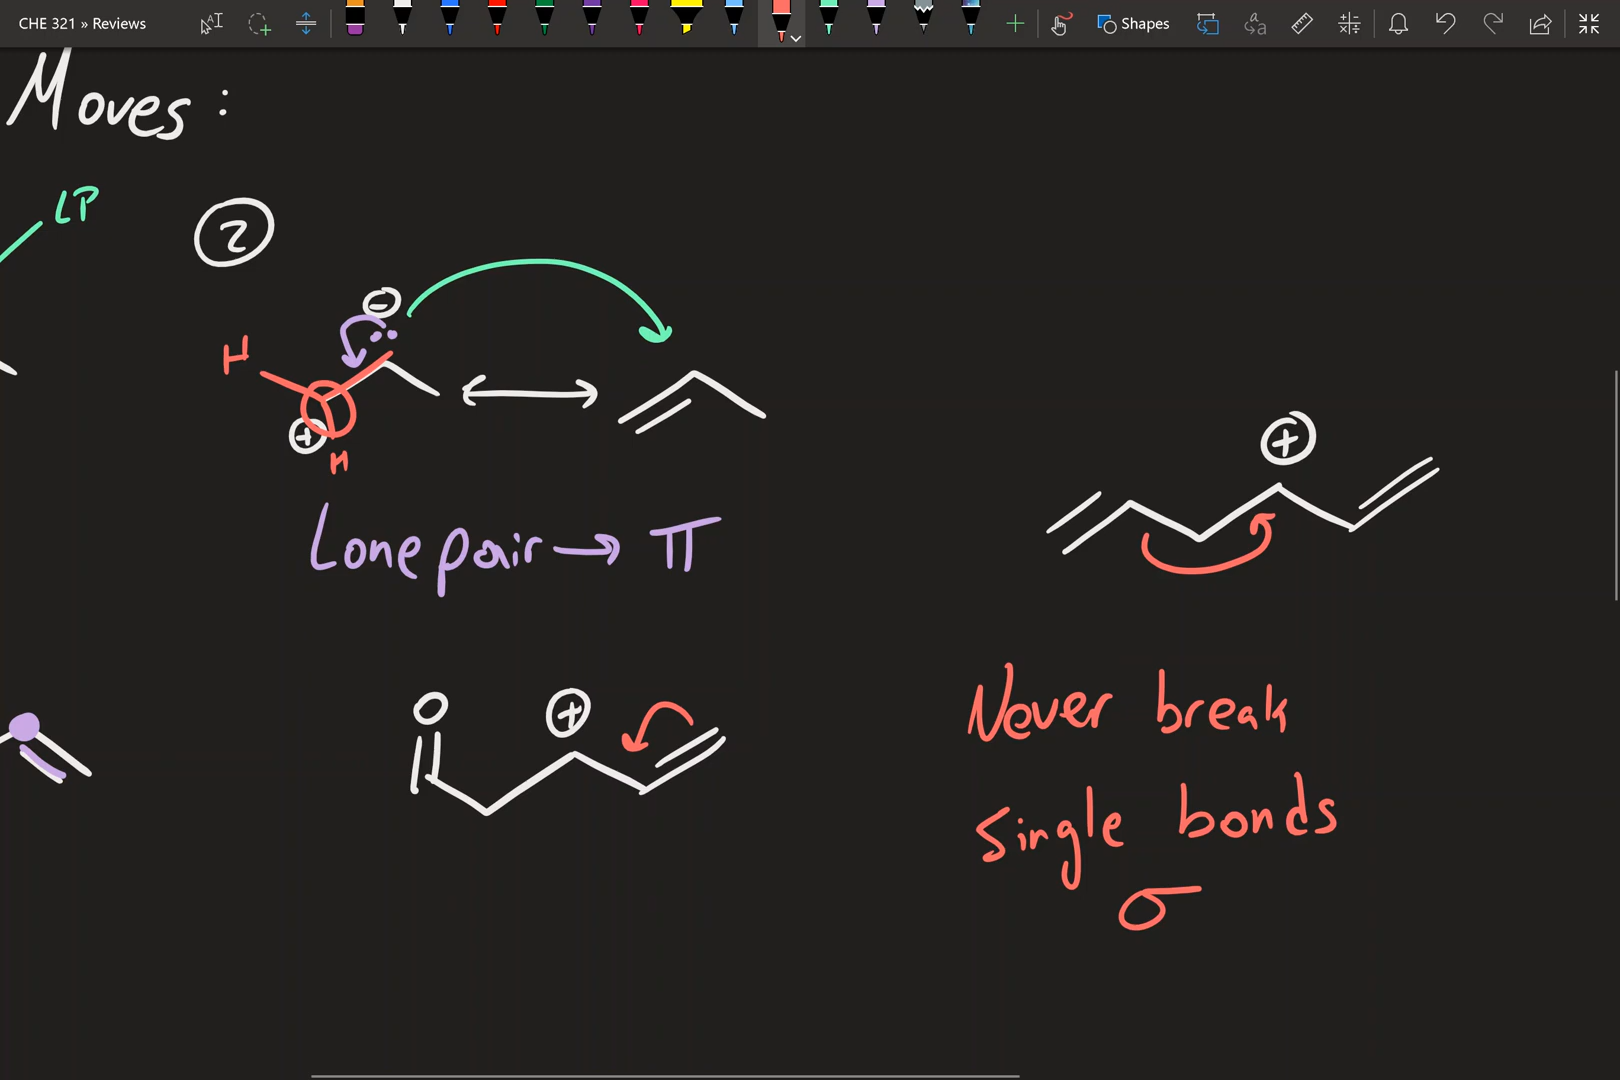 CHE 321 » Reviews
Shapes
Moves:
LP
2
⊖
H
⊕
H
Lone pair → π
⊕
O
⊕
Never break
single bonds
σ